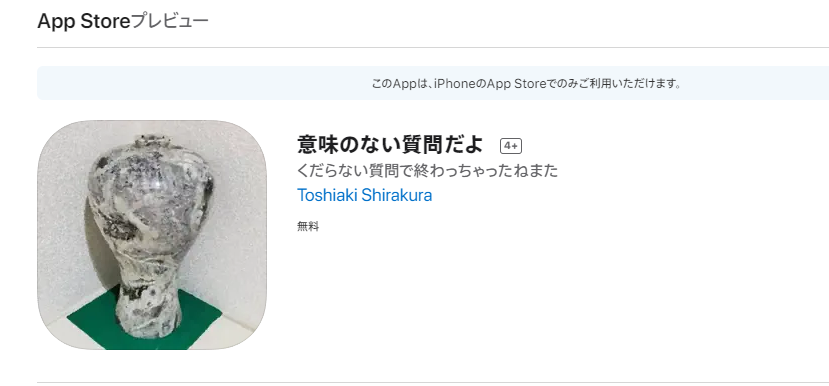 App Storeプレビュー
このAppは、iPhoneのApp Storeでのみご利用いただけます。
意味のない質問だよ 4+
くだらない質問で終わっちゃったねまた
Toshiaki Shirakura
無料